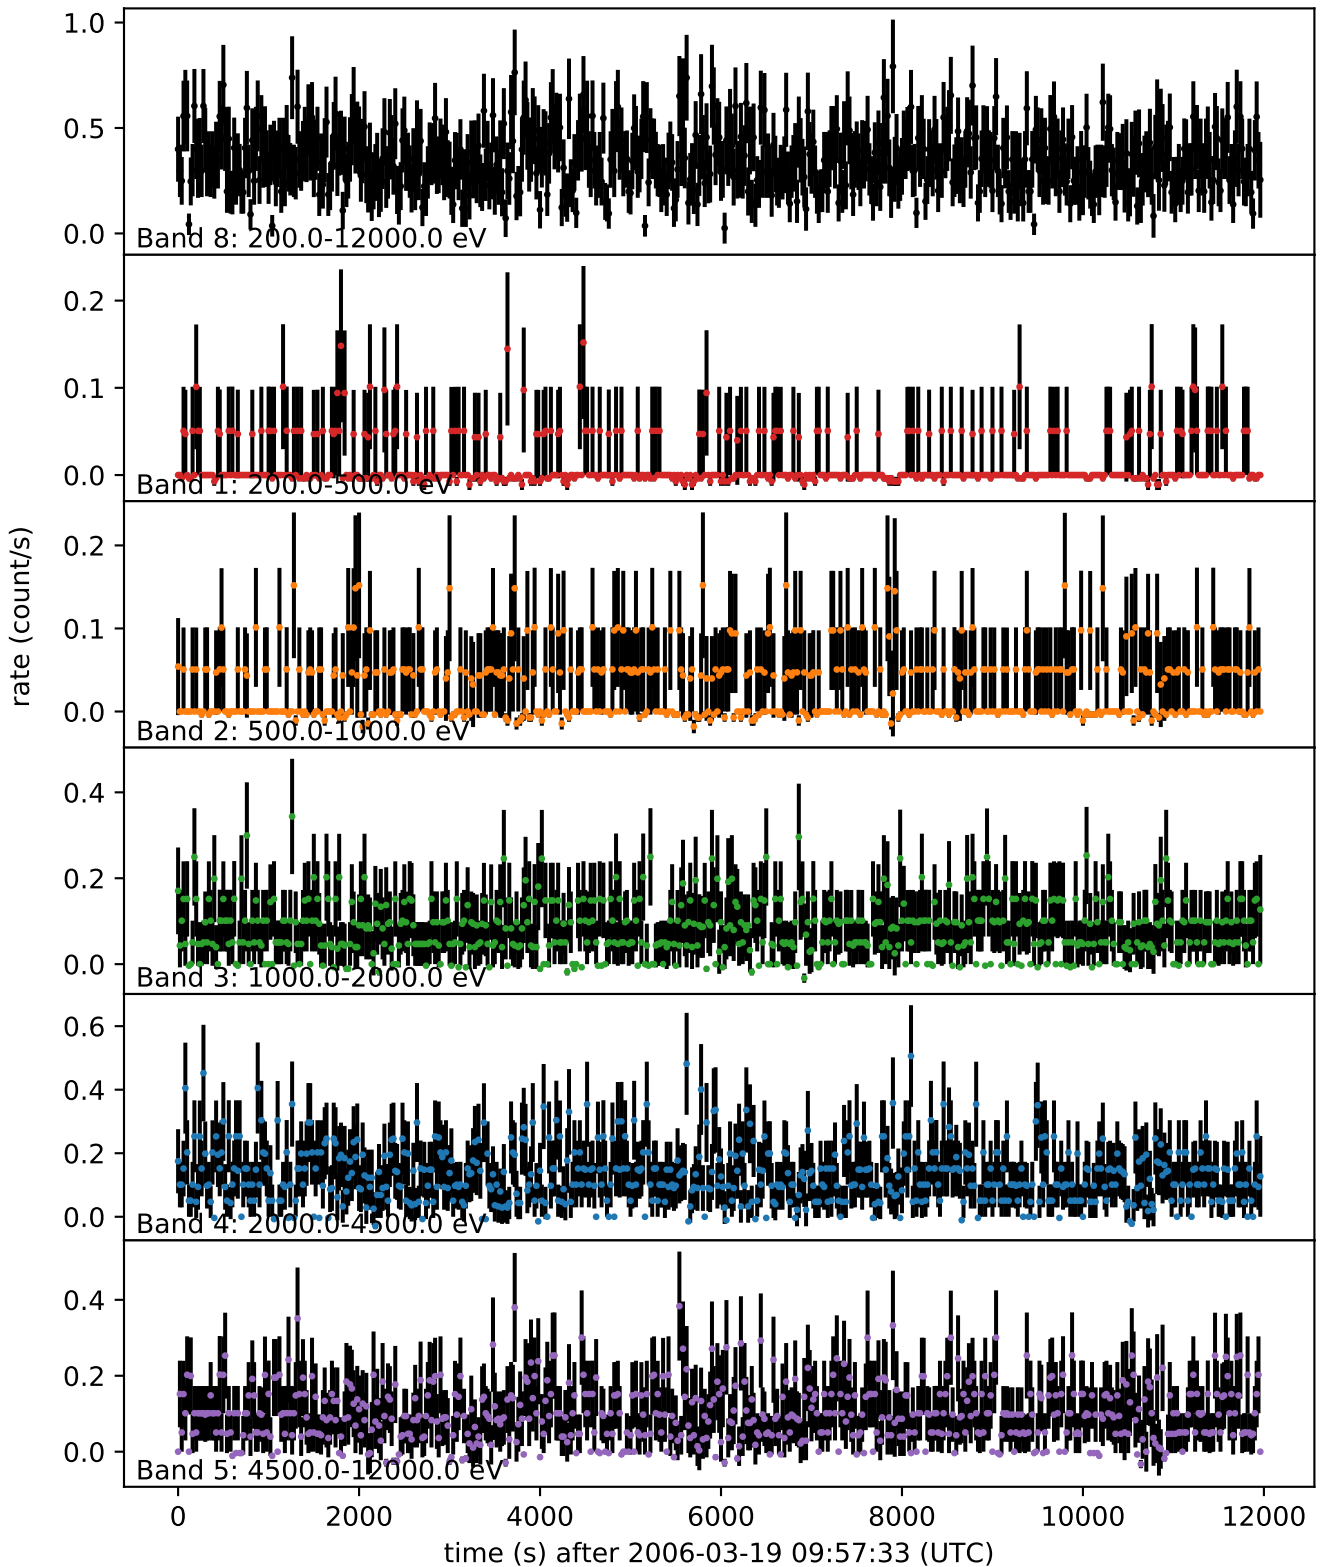 1.0
0.5
0.0
Band 8: 200.0-12000.0 eV
0.2
0.1
0.0
Band 1: 200.0-500.0 eV
rate (count/s)
0.2
0.1
0.0
Band 2: 500.0-1000.0 eV
0.4
0.2
0.0
Band 3: 1000.0-2000.0 eV
0.6
0.4
0.2
0.0
Band 4: 2000.0-4500.0 eV
0.4
0.2
0.0
Band 5: 4500.0-12000.0 eV
0 2000 4000 6000 8000 10000 12000
time (s) after 2006-03-19 09:57:33 (UTC)